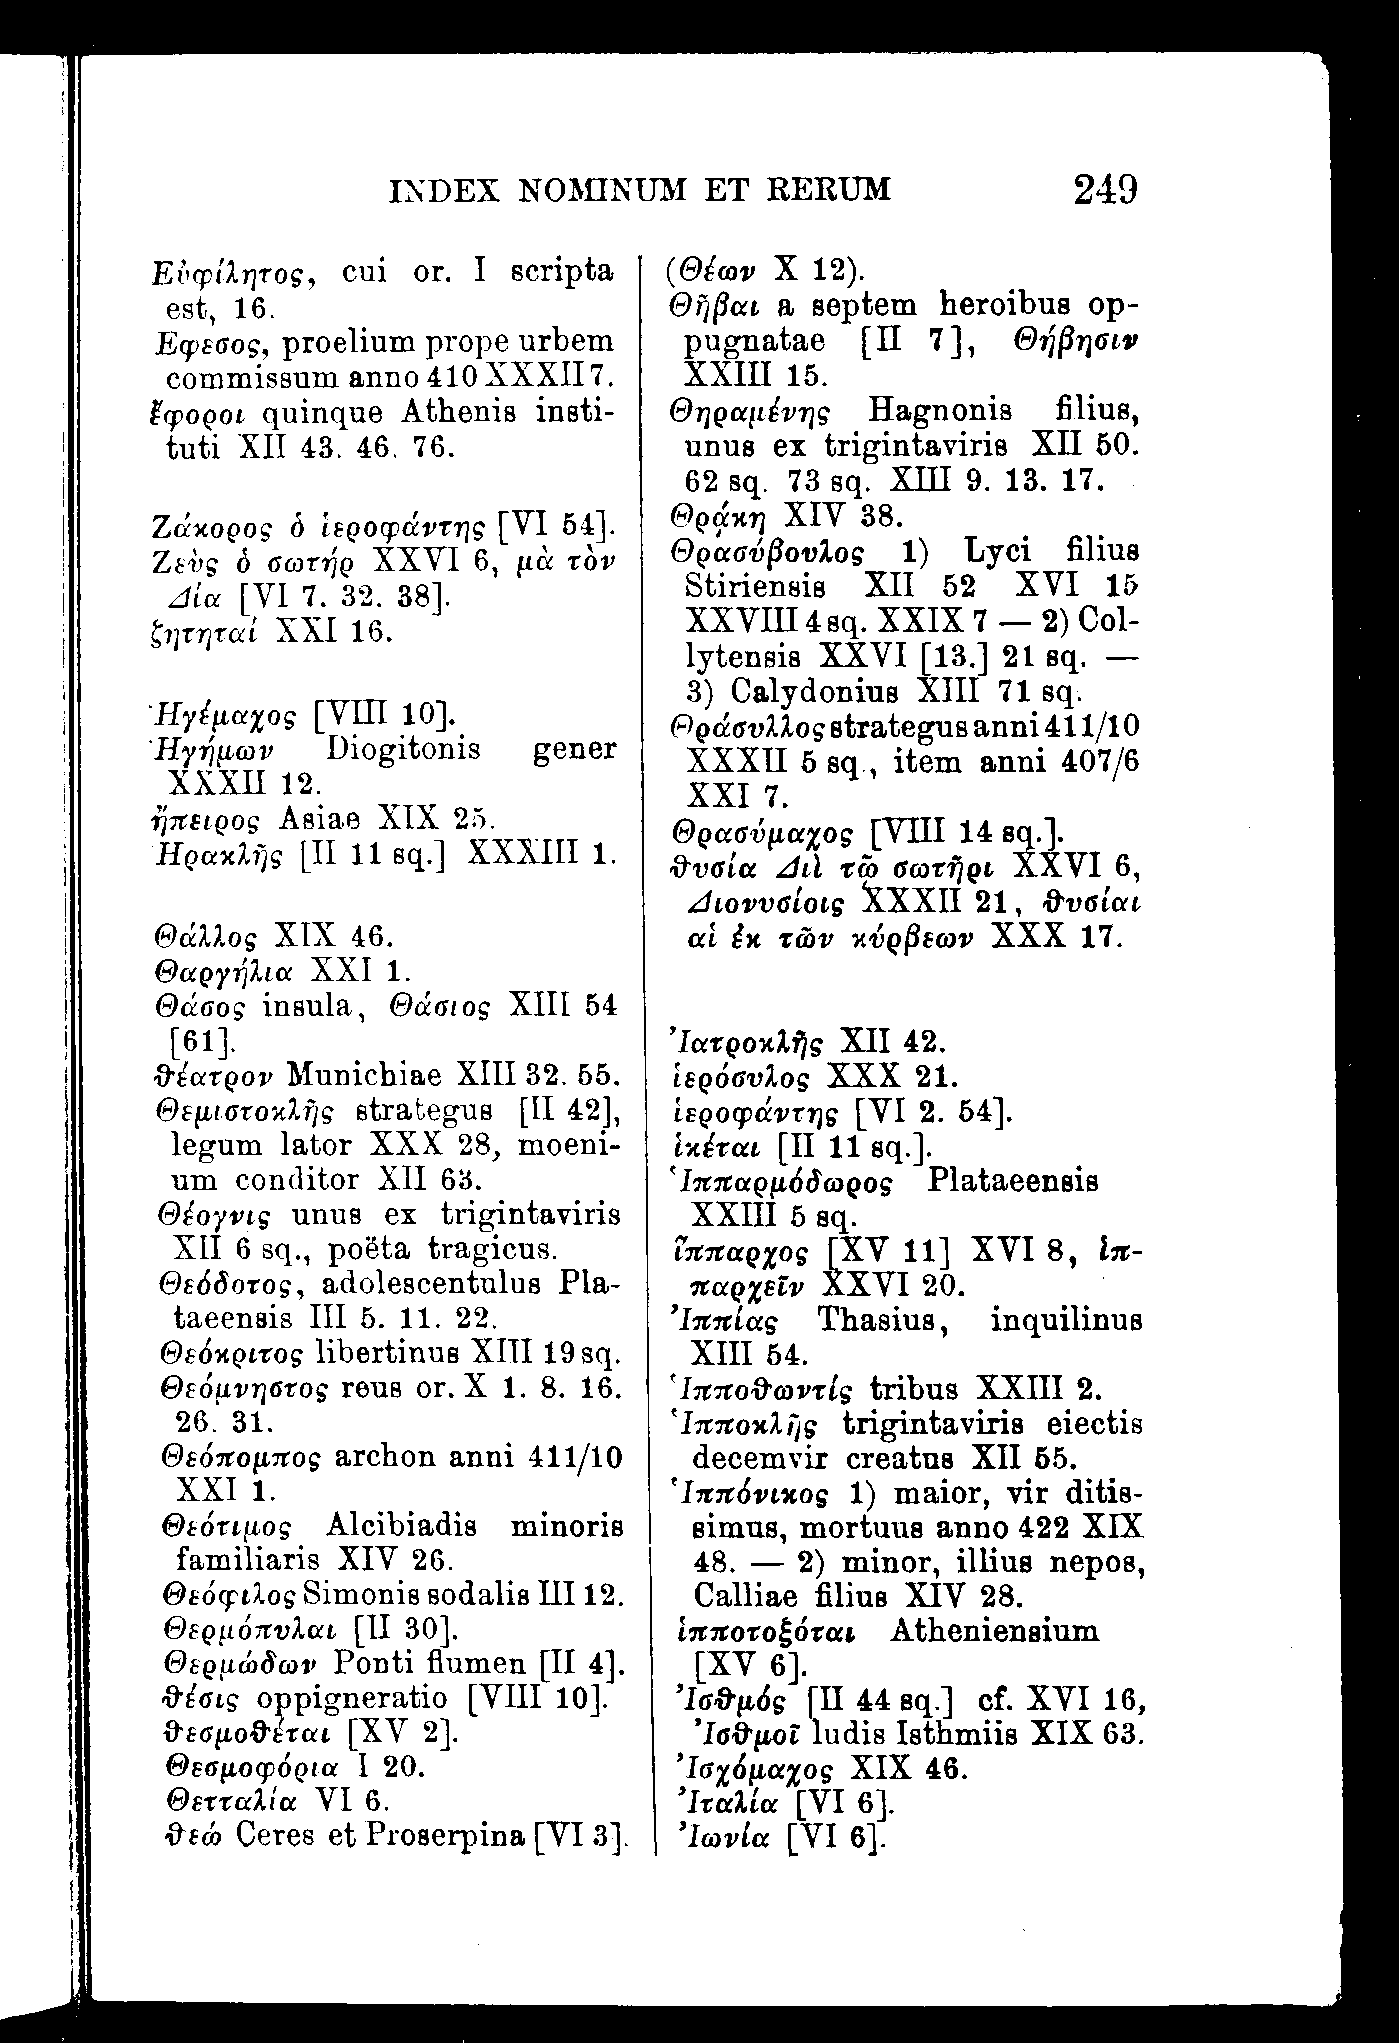 INDEX NOMINUM ET RERUM 249
Εὐφίλητος, cui or. I scripta
est, 16.
Εφεσος, proelium prope urbem
commissum anno 410 XXXII 7.
ἔφοροι quinque Athenis insti-
tuti XII 43. 46. 76.
Ζάκορος ὁ ἱεροφάντης [VI 54].
Ζεὺς ὁ σωτήρ XXVI 6, μὰ τὸν
Δία [VI 7. 32. 38].
ζητηταί XXI 16.
Ἡγέμαχος [VIII 10].
Ἡγήμων Diogitonis gener
XXXII 12.
ἤπειρος Asiae XIX 25.
Ἡρακλῆς [II 11 sq.] XXXIII 1.
Θάλλος XIX 46.
Θαργήλια XXI 1.
Θάσος insula, Θάσιος XIII 54
[61].
θέατρον Munichiae XIII 32. 55.
Θεμιστοκλῆς strategus [II 42],
legum lator XXX 28, moeni-
um conditor XII 63.
Θέογνις unus ex trigintaviris
XII 6 sq., poëta tragicus.
Θεόδοτος, adolescentulus Pla-
taeensis III 5. 11. 22.
Θεόκριτος libertinus XIII 19 sq.
Θεόμνηστος reus or. X 1. 8. 16.
26. 31.
Θεόπομπος archon anni 411/10
XXI 1.
Θεότιμος Alcibiadis minoris
familiaris XIV 26.
Θεόφιλος Simonis sodalis III 12.
Θερμόπυλαι [II 30].
Θερμώδων Ponti flumen [II 4].
θέσις oppigneratio [VIII 10].
θεσμοθέται [XV 2].
Θεσμοφόρια I 20.
Θετταλία VI 6.
θεώ Ceres et Proserpina [VI 3].
(Θέων X 12).
Θῆβαι a septem heroibus op-
pugnatae [II 7], Θήβησιν
XXIII 15.
Θηραμένης Hagnonis filius,
unus ex trigintaviris XII 50.
62 sq. 73 sq. XIII 9. 13. 17.
Θρᾴκη XIV 38.
Θρασύβουλος 1) Lyci filius
Stiriensis XII 52 XVI 15
XXVIII 4 sq. XXIX 7 — 2) Col-
lytensis XXVI [13.] 21 sq. —
3) Calydonius XIII 71 sq.
Θράσυλλος strategus anni 411/10
XXXII 5 sq., item anni 407/6
XXI 7.
Θρασύμαχος [VIII 14 sq.].
θυσία Διὶ τῷ σωτῆρι XXVI 6,
Διονυσίοις XXXII 21, θυσίαι
αἱ ἐκ τῶν κύρβεων XXX 17.
Ἰατροκλῆς XII 42.
ἱερόσυλος XXX 21.
ἱεροφάντης [VI 2. 54].
ἱκέται [II 11 sq.].
Ἱππαρμόδωρος Plataeensis
XXIII 5 sq.
ἵππαρχος [XV 11] XVI 8, ἱπ-
παρχεῖν XXVI 20.
Ἰππίας Thasius, inquilinus
XIII 54.
Ἱπποθωντίς tribus XXIII 2.
Ἱπποκλῆς trigintaviris eiectis
decemvir creatus XII 55.
Ἱππόνικος 1) maior, vir ditis-
simus, mortuus anno 422 XIX
48. — 2) minor, illius nepos,
Calliae filius XIV 28.
ἱπποτοξόται Atheniensium
[XV 6].
Ἰσθμός [II 44 sq.] cf. XVI 16,
Ἰσθμοῖ ludis Isthmiis XIX 63.
Ἰσχόμαχος XIX 46.
Ἰταλία [VI 6].
Ἰωνία [VI 6].